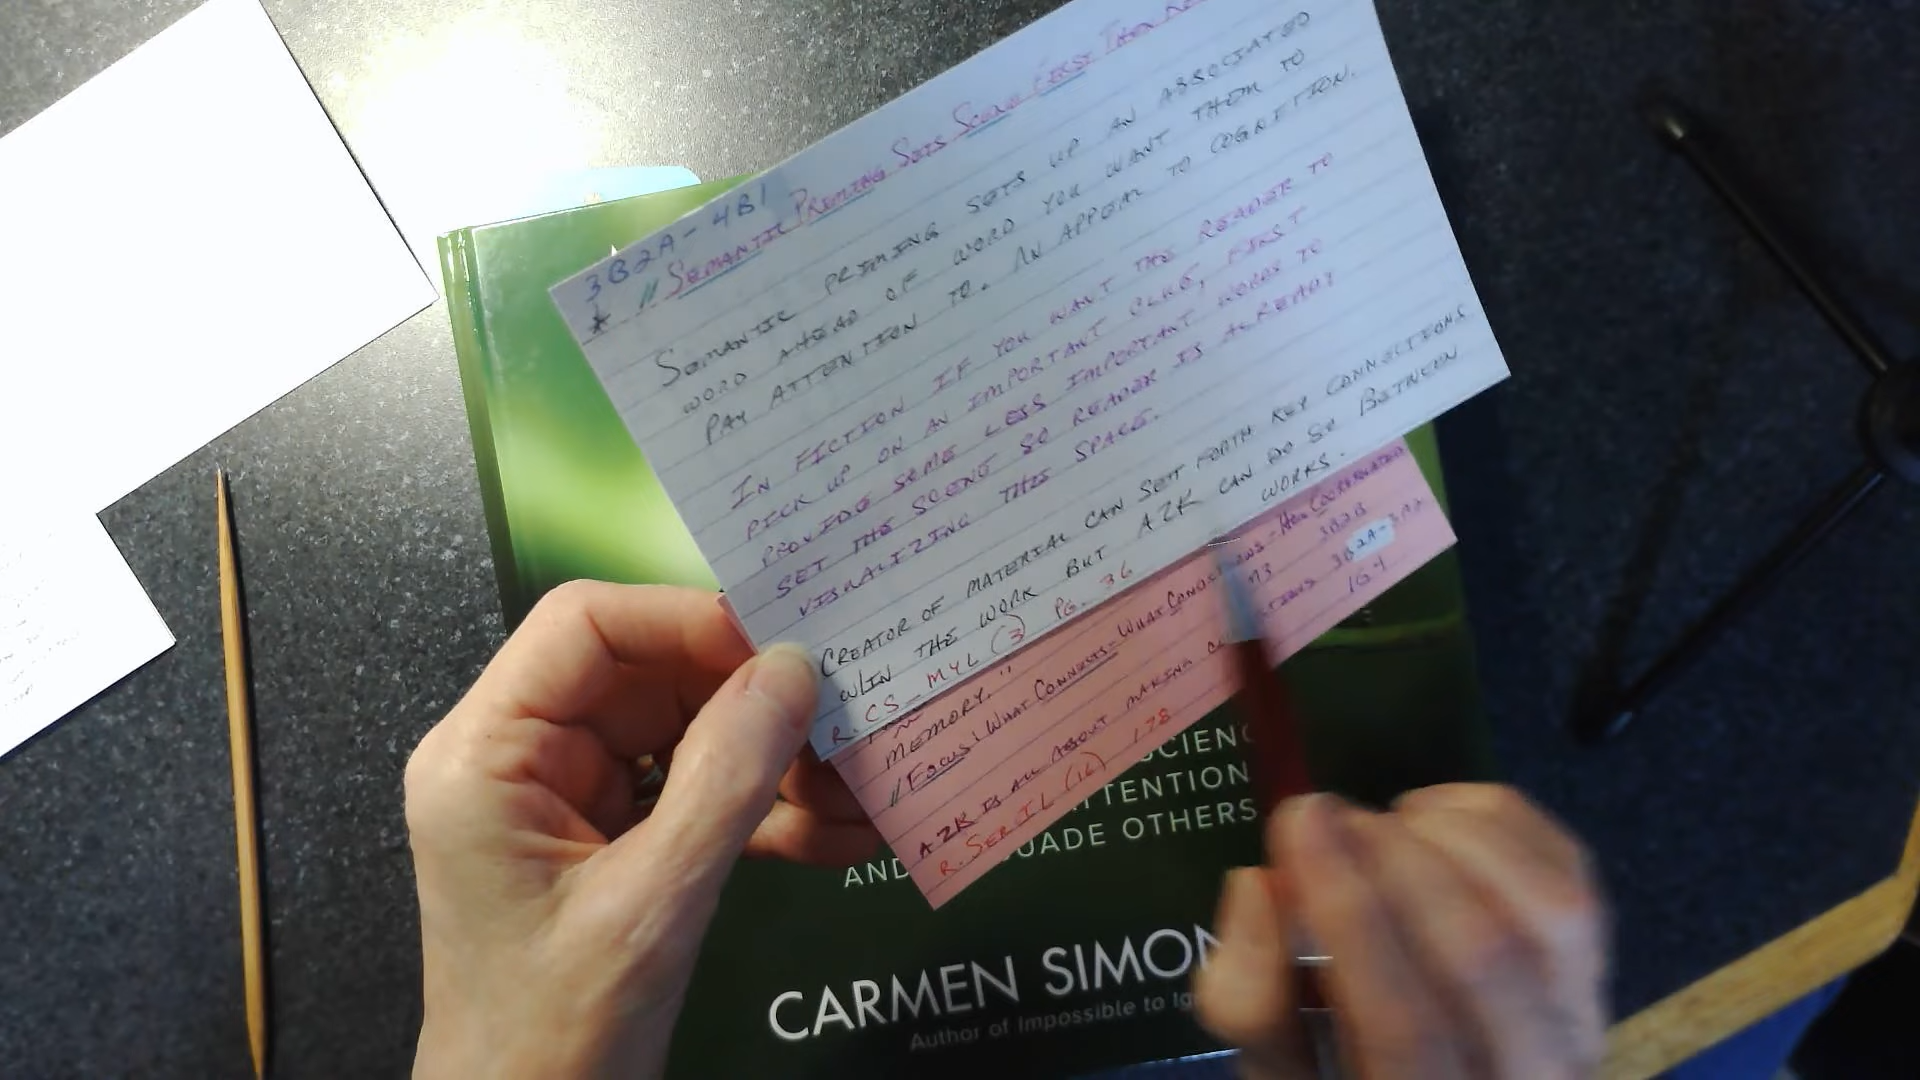 3B2A-4B1
* // SEMANTIC PRIMING SETS SCENE FIRST THEN
SEMANTIC PRIMING SETS UP AN ASSOCIATED
WORD AHEAD OF WORD YOU WANT THEM TO
PAY ATTENTION TO. AN APPEAL TO COGNITION.
IN FICTION IF YOU WANT THE READER TO
PICK UP ON AN IMPORTANT CLUE, FIRST
PROVIDE SOME LESS IMPORTANT WORDS TO
SET THE SCENE SO READER IS ALREADY
VISUALIZING THIS SPACE.
CREATOR OF MATERIAL CAN SETT FORTH KEY CONNECTIONS
W/IN THE WORK BUT AZK CAN DO SO BETWEEN
WORKS.
R. CS-MYL (3) PG. 36
MEMORY."
// FOCUS: WHAT CONNECTS-WHAT
3B2B
3B2A-3B2
1G1
AZK IS ALL ABOUT MAKING
R. SER IL (16) 178
ATTENTION
AND OTHERS
CARMEN SIMON
Author of Impossible to